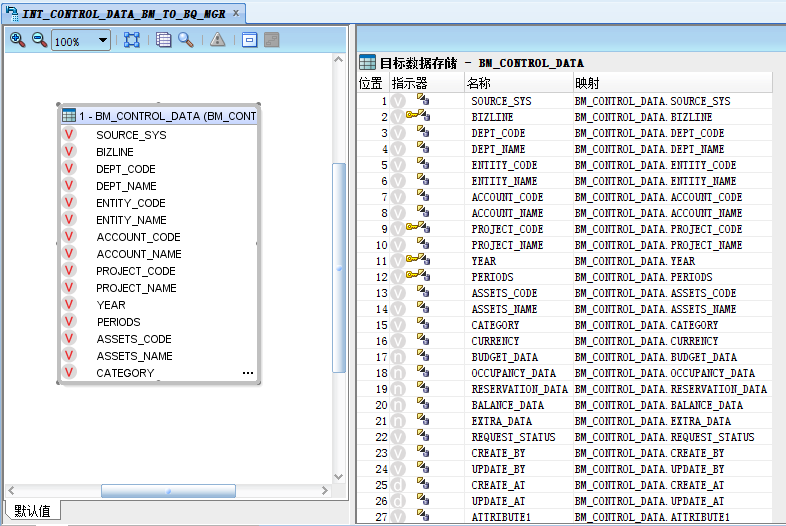 INT_CONTROL_DATA_BM_TO_BQ_MGR x
100%
1 - BM_CONTROL_DATA (BM_CONT
V SOURCE_SYS
V BIZLINE
V DEPT_CODE
V DEPT_NAME
V ENTITY_CODE
V ENTITY_NAME
V ACCOUNT_CODE
V ACCOUNT_NAME
V PROJECT_CODE
V PROJECT_NAME
V YEAR
V PERIODS
V ASSETS_CODE
V ASSETS_NAME
V CATEGORY ...
默认值
目标数据存储 - BM_CONTROL_DATA
位置 指示器 名称 映射
1 v SOURCE_SYS BM_CONTROL_DATA.SOURCE_SYS
2 v BIZLINE BM_CONTROL_DATA.BIZLINE
3 v DEPT_CODE BM_CONTROL_DATA.DEPT_CODE
4 v DEPT_NAME BM_CONTROL_DATA.DEPT_NAME
5 v ENTITY_CODE BM_CONTROL_DATA.ENTITY_CODE
6 v ENTITY_NAME BM_CONTROL_DATA.ENTITY_NAME
7 v ACCOUNT_CODE BM_CONTROL_DATA.ACCOUNT_CODE
8 v ACCOUNT_NAME BM_CONTROL_DATA.ACCOUNT_NAME
9 v PROJECT_CODE BM_CONTROL_DATA.PROJECT_CODE
10 v PROJECT_NAME BM_CONTROL_DATA.PROJECT_NAME
11 v YEAR BM_CONTROL_DATA.YEAR
12 v PERIODS BM_CONTROL_DATA.PERIODS
13 v ASSETS_CODE BM_CONTROL_DATA.ASSETS_CODE
14 v ASSETS_NAME BM_CONTROL_DATA.ASSETS_NAME
15 v CATEGORY BM_CONTROL_DATA.CATEGORY
16 v CURRENCY BM_CONTROL_DATA.CURRENCY
17 n BUDGET_DATA BM_CONTROL_DATA.BUDGET_DATA
18 n OCCUPANCY_DATA BM_CONTROL_DATA.OCCUPANCY_DATA
19 n RESERVATION_DATA BM_CONTROL_DATA.RESERVATION_DATA
20 n BALANCE_DATA BM_CONTROL_DATA.BALANCE_DATA
21 n EXTRA_DATA BM_CONTROL_DATA.EXTRA_DATA
22 v REQUEST_STATUS BM_CONTROL_DATA.REQUEST_STATUS
23 v CREATE_BY BM_CONTROL_DATA.CREATE_BY
24 v UPDATE_BY BM_CONTROL_DATA.UPDATE_BY
25 d CREATE_AT BM_CONTROL_DATA.CREATE_AT
26 d UPDATE_AT BM_CONTROL_DATA.UPDATE_AT
27 v ATTRIBUTE1 BM_CONTROL_DATA.ATTRIBUTE1